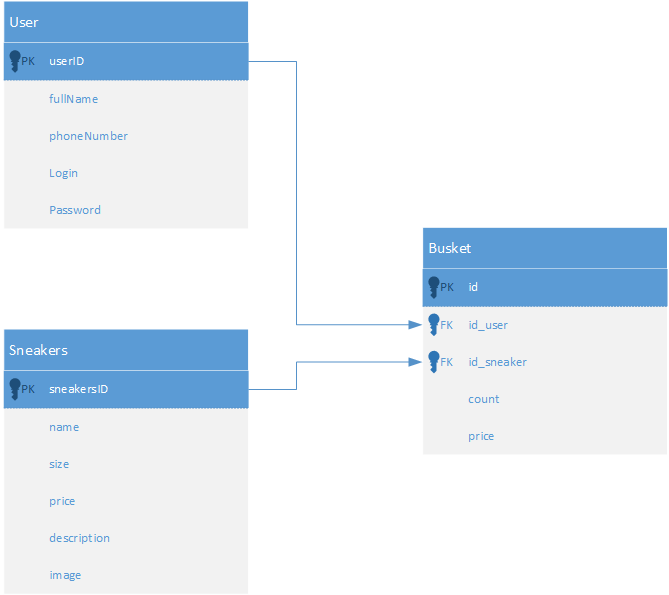 User
PK userID
fullName
phoneNumber
Login
Password
Busket
PK id
FK id_user
FK id_sneaker
count
price
Sneakers
PK sneakersID
name
size
price
description
image